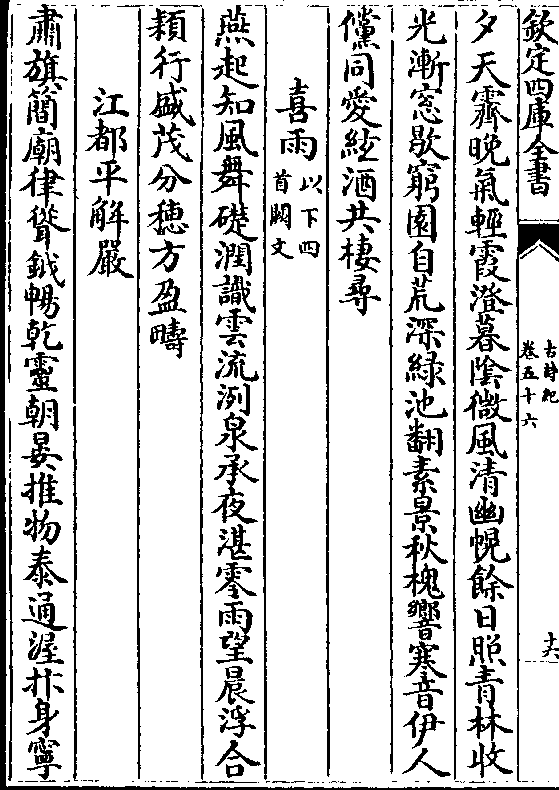 欽定四庫全書
古詩紀
卷五十六
十六
夕天霽晚氣輕霞澄暮陰微風清幽幌餘日照青林收
光漸窓歇窮園自荒深綠池翻素景秋槐響寒音伊人
儻同愛絃酒共棲尋
喜雨以下四
首闕文
燕起知風舞礎潤識雲流洌泉承夜湛零雨望晨浮合
頴行盛茂分穗方盈疇
江都平解嚴
肅旗簡廟律聳鉞暢乾靈朝晏推物泰通渥抃身寧